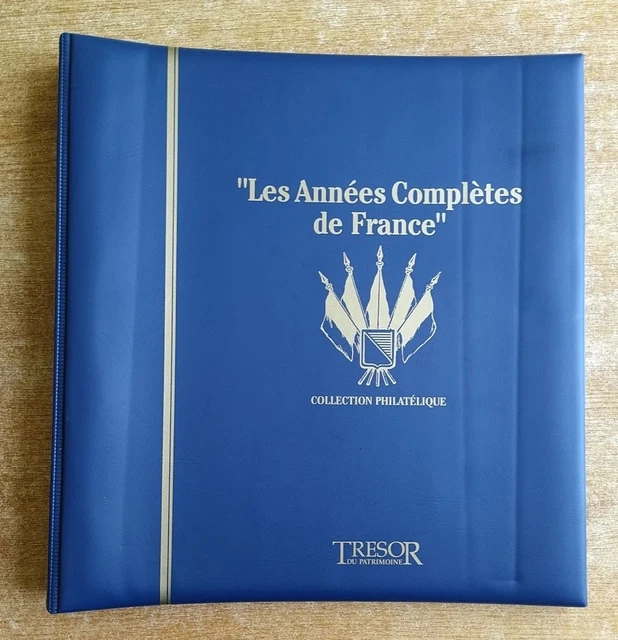 "Les Années Complètes
de France"
COLLECTION PHILATÉLIQUE
TRESOR
DU PATRIMOINE